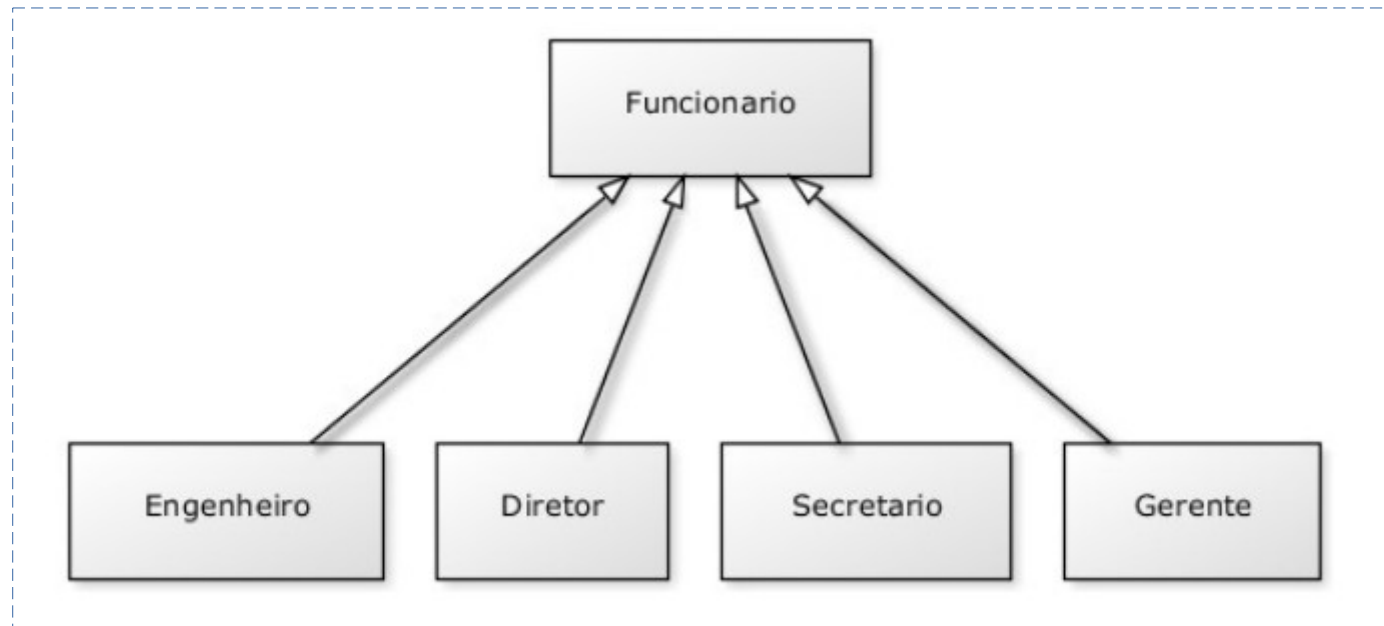 Funcionario
Engenheiro
Diretor
Secretario
Gerente